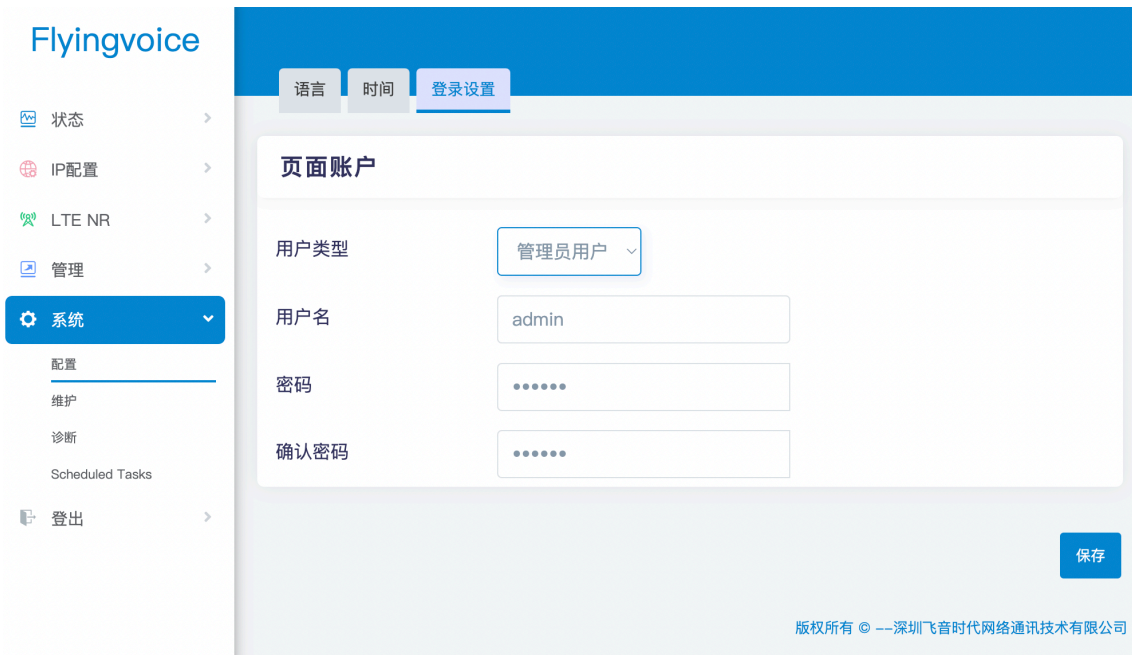 Flyingvoice
语言
时间
登录设置
状态
IP配置
LTE NR
管理
系统
配置
维护
诊断
Scheduled Tasks
登出
页面账户
用户类型
管理员用户
用户名
admin
密码
••••••
确认密码
••••••
保存
版权所有 © --深圳飞音时代网络通讯技术有限公司